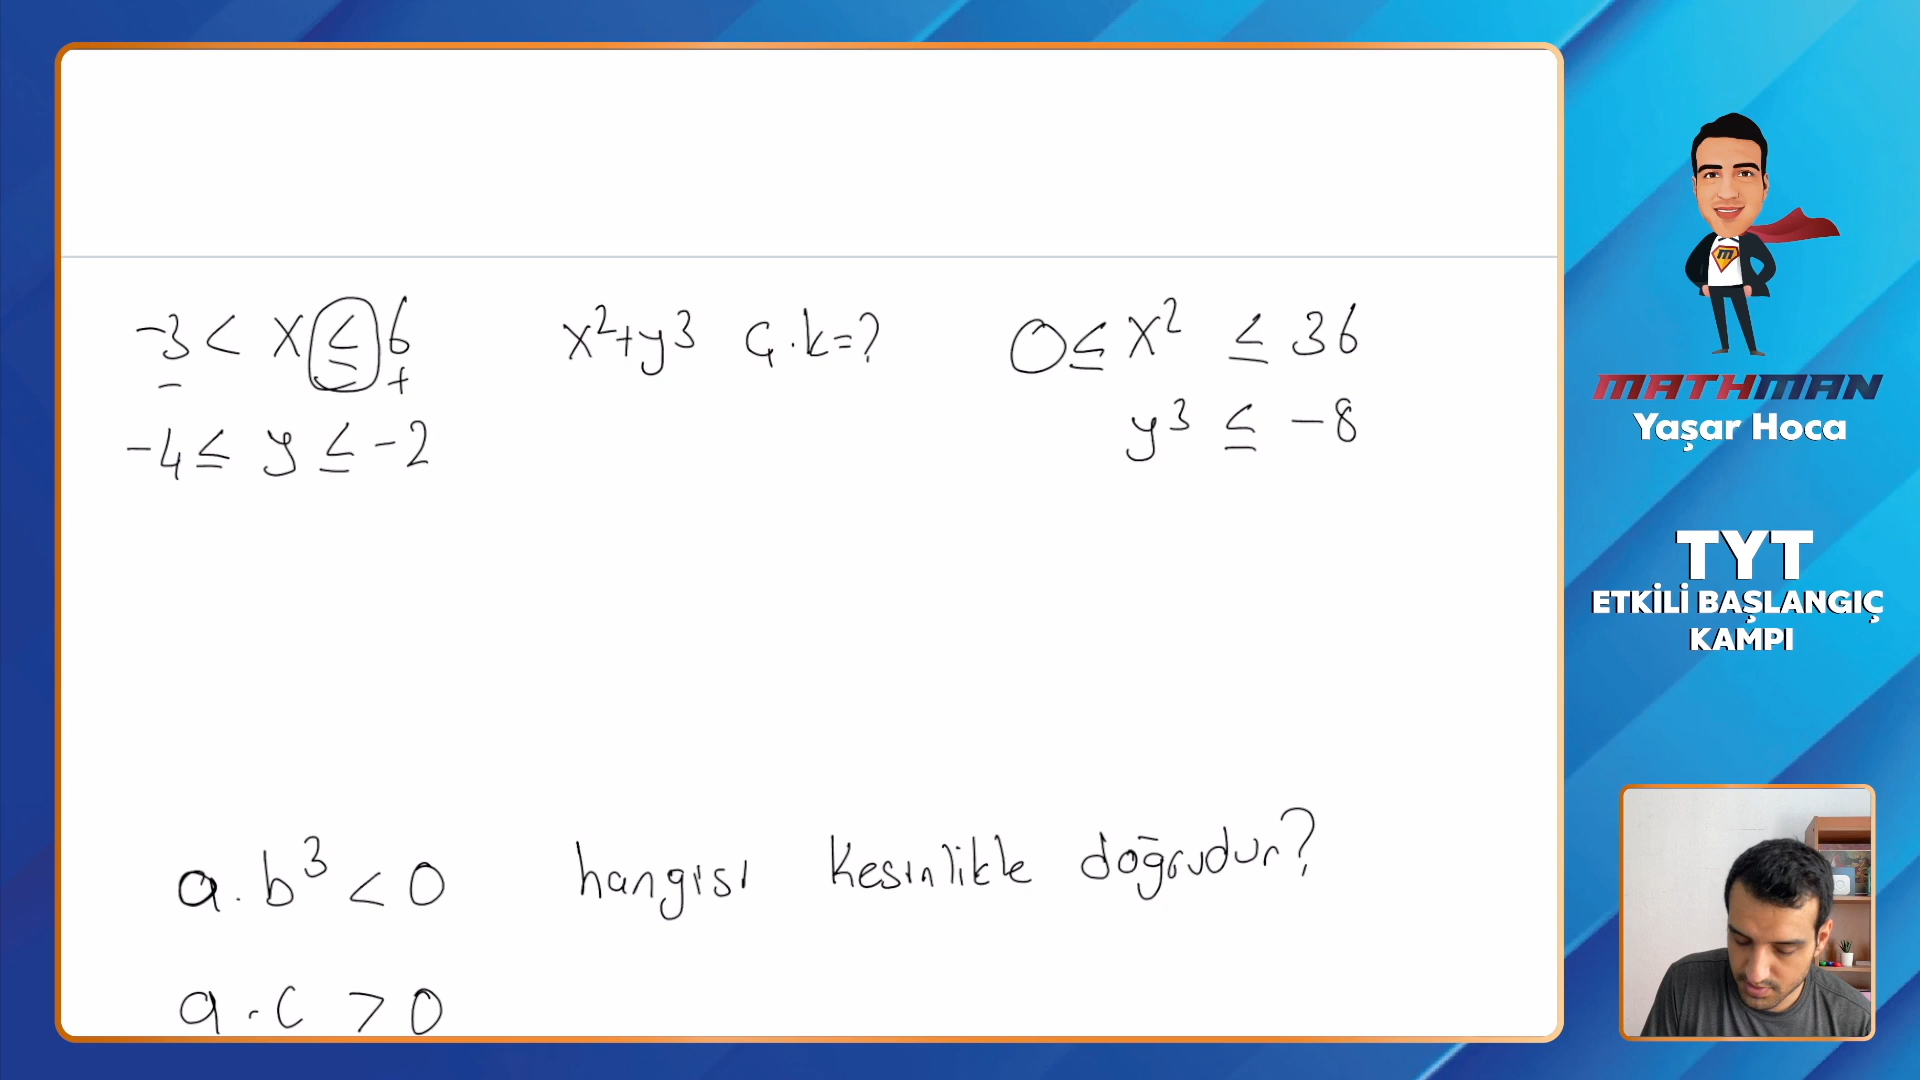 -3 < x ≤ 6
- +
-4 ≤ y ≤ -2
x²+y³ Ç.k=?
0 ≤ x² ≤ 36
y³ ≤ -8
a.b³ < 0 hangisi kesinlikle doğrudur?
a.c > 0
m
MATHMAN
Yaşar Hoca
TYT
ETKİLİ BAŞLANGIÇ
KAMPI